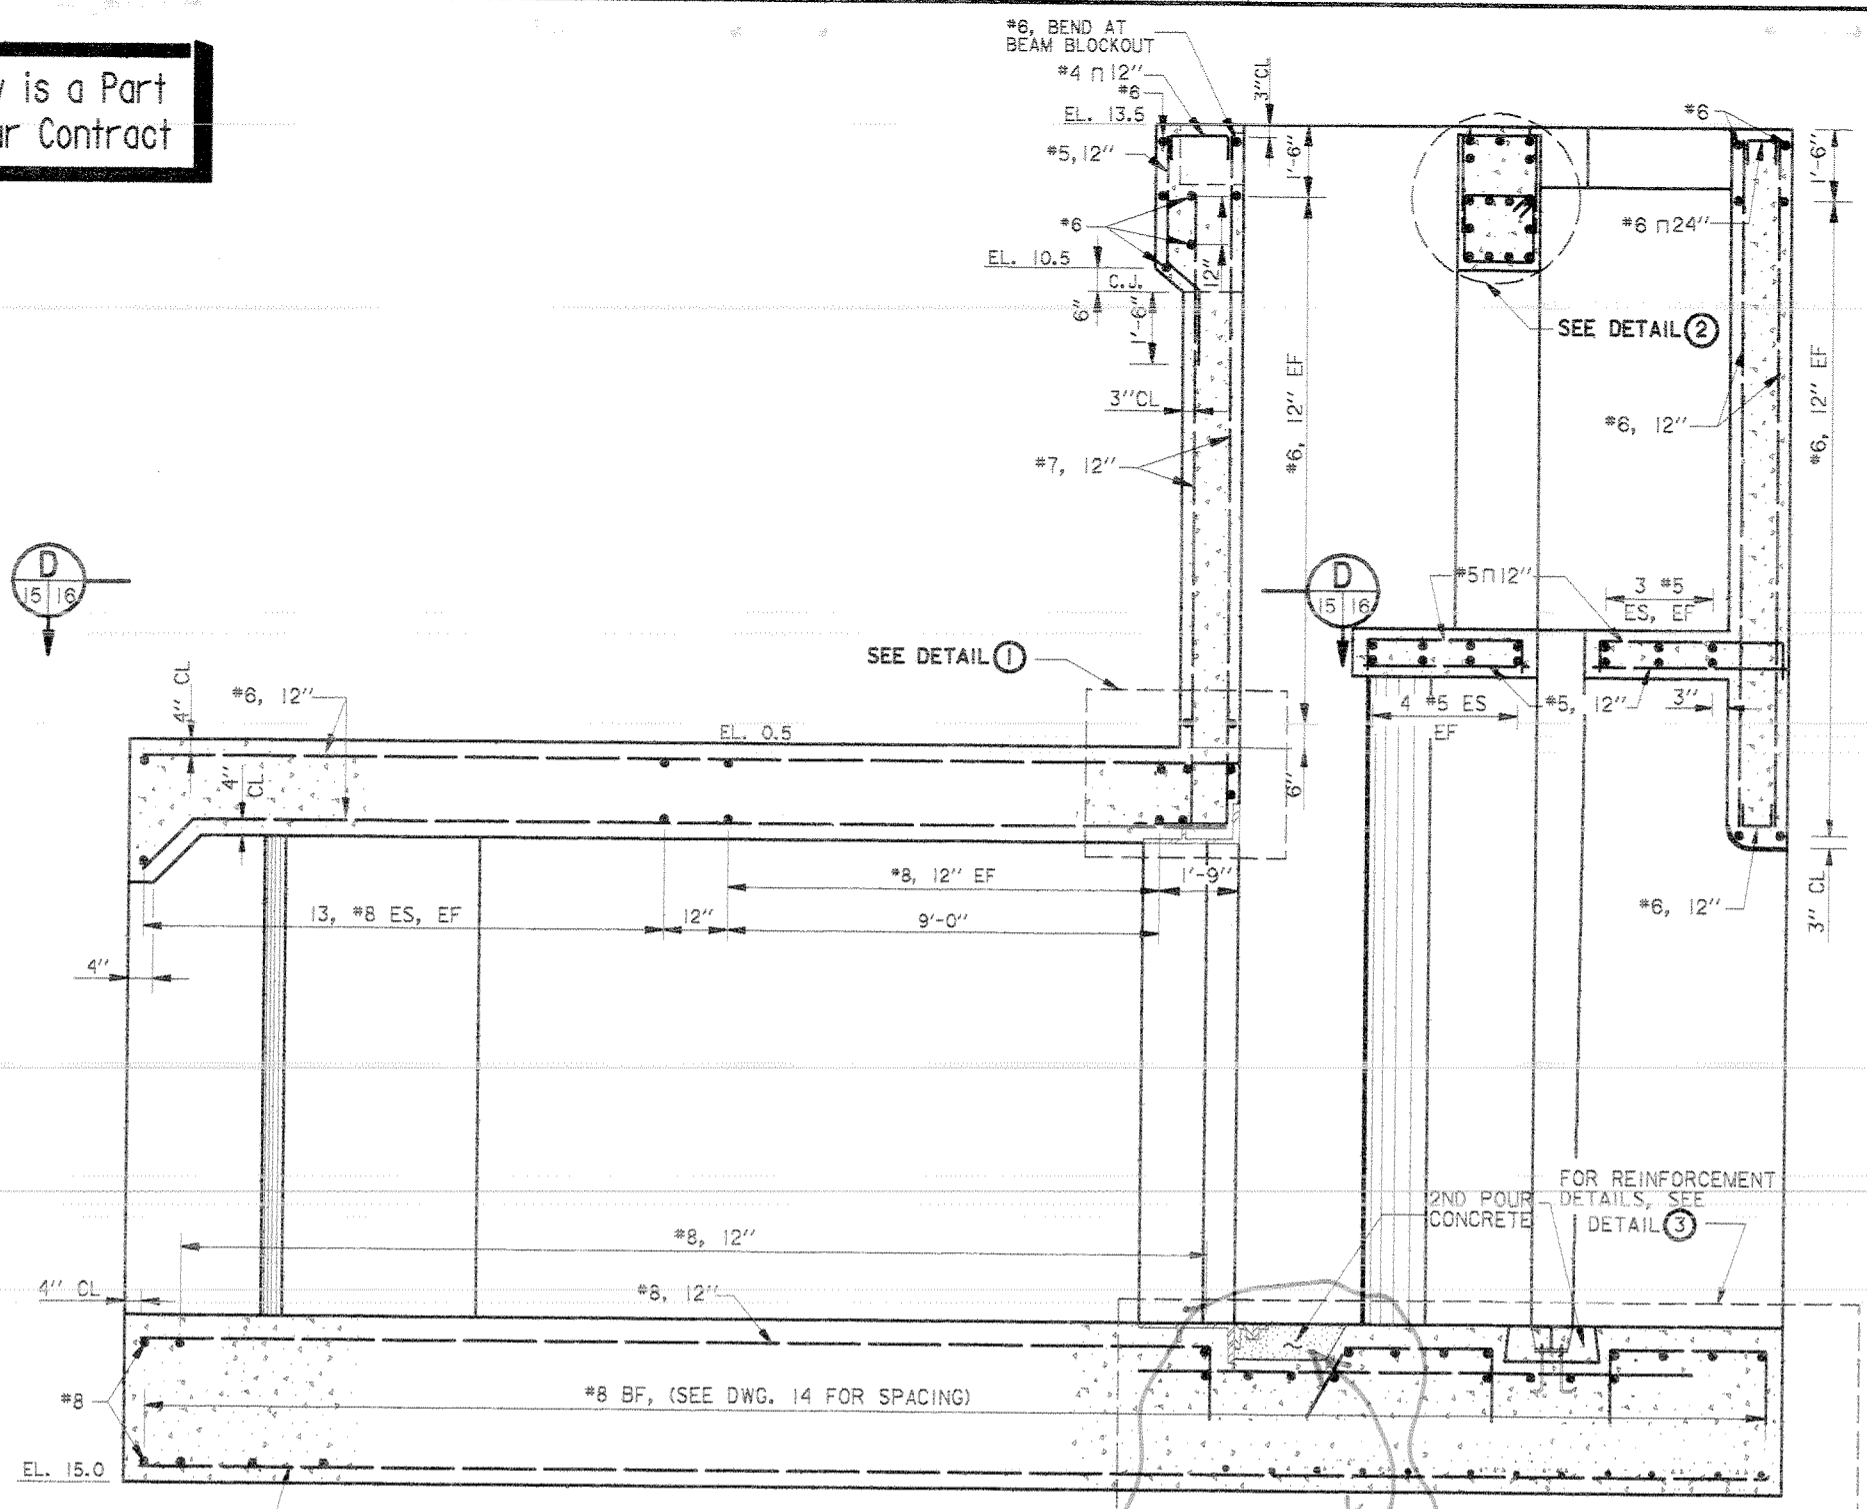 is a Part
Contract
#6, BEND AT
BEAM BLOCKOUT
#4 ⊓ 12"
#6
EL. 13.5
3"CL
#5, 12"
1'-6"
#6
1'-6"
#6
#6 ⊓ 24"
EL. 10.5
C.J.
6"
12"
1'-6"
SEE DETAIL 2
3"CL
#6, 12" EF
#6, 12"
#6, 12" EF
#7, 12"
D
15 16
D
15 16
#5 ⊓ 12"
3 #5
ES, EF
SEE DETAIL 1
4" CL
#6, 12"
4 #5 ES
EF
#5, 12"
3"
EL. 0.5
4"
CL
6"
#8, 12" EF
1'-9"
13, #8 ES, EF
12"
9'-0"
#6, 12"
3" CL
4"
FOR REINFORCEMENT
DETAILS, SEE
DETAIL 3
2ND POUR
CONCRETE
#8, 12"
4" CL
#8, 12"
#8
#8 BF, (SEE DWG. 14 FOR SPACING)
EL. 15.0